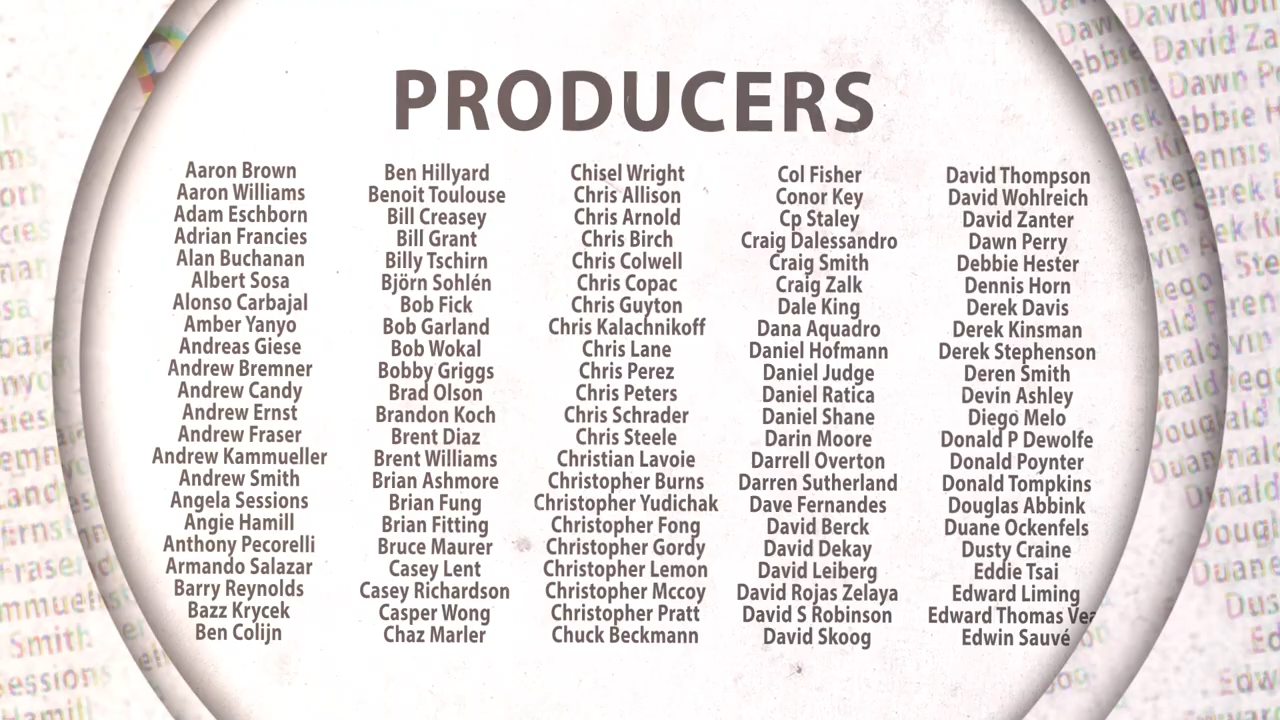 PRODUCERS
Aaron Brown
Aaron Williams
Adam Eschborn
Adrian Francies
Alan Buchanan
Albert Sosa
Alonso Carbajal
Amber Yanyo
Andreas Giese
Andrew Bremner
Andrew Candy
Andrew Ernst
Andrew Fraser
Andrew Kammueller
Andrew Smith
Angela Sessions
Angie Hamill
Anthony Pecorelli
Armando Salazar
Barry Reynolds
Bazz Krycek
Ben Colijn
Ben Hillyard
Benoit Toulouse
Bill Creasey
Bill Grant
Billy Tschirn
Björn Sohlén
Bob Fick
Bob Garland
Bob Wokal
Bobby Griggs
Brad Olson
Brandon Koch
Brent Diaz
Brent Williams
Brian Ashmore
Brian Fung
Brian Fitting
Bruce Maurer
Casey Lent
Casey Richardson
Casper Wong
Chaz Marler
Chisel Wright
Chris Allison
Chris Arnold
Chris Birch
Chris Colwell
Chris Copac
Chris Guyton
Chris Kalachnikoff
Chris Lane
Chris Perez
Chris Peters
Chris Schrader
Chris Steele
Christian Lavoie
Christopher Burns
Christopher Yudichak
Christopher Fong
Christopher Gordy
Christopher Lemon
Christopher Mccoy
Christopher Pratt
Chuck Beckmann
Col Fisher
Conor Key
Cp Staley
Craig Dalessandro
Craig Smith
Craig Zalk
Dale King
Dana Aquadro
Daniel Hofmann
Daniel Judge
Daniel Ratica
Daniel Shane
Darin Moore
Darrell Overton
Darren Sutherland
Dave Fernandes
David Berck
David Dekay
David Leiberg
David Rojas Zelaya
David S Robinson
David Skoog
David Thompson
David Wohlreich
David Zanter
Dawn Perry
Debbie Hester
Dennis Horn
Derek Davis
Derek Kinsman
Derek Stephenson
Deren Smith
Devin Ashley
Diego Melo
Donald P Dewolfe
Donald Poynter
Donald Tompkins
Douglas Abbink
Duane Ockenfels
Dusty Craine
Eddie Tsai
Edward Liming
Edward Thomas
Edwin Sauvé